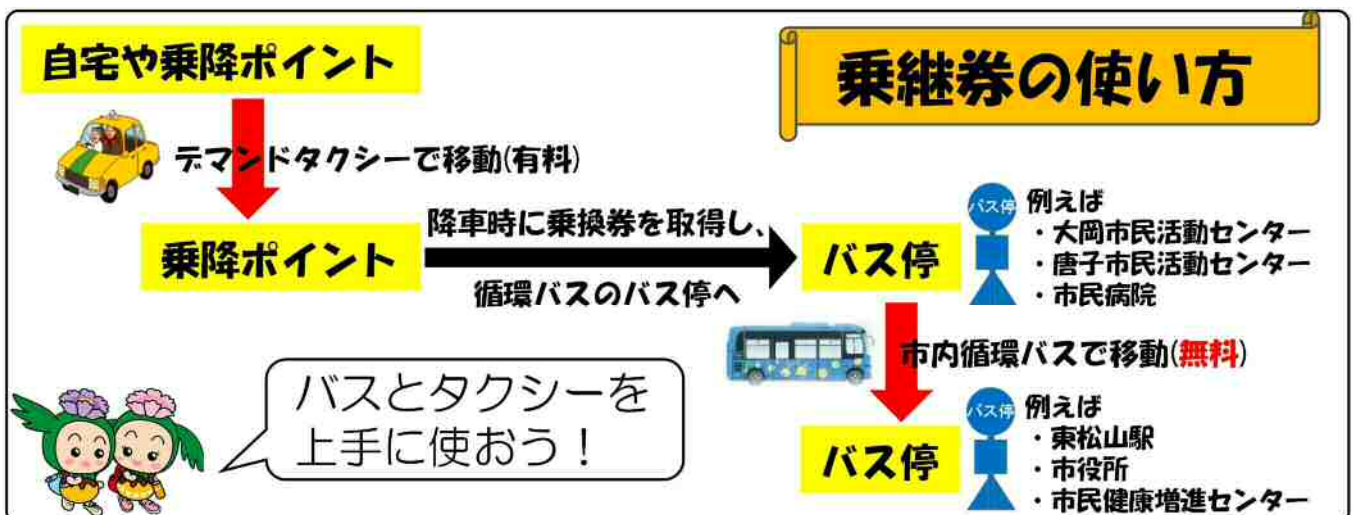 乗継券の使い方
自宅や乗降ポイント
デマンドタクシーで移動(有料)
乗降ポイント
降車時に乗換券を取得し、
循環バスのバス停へ
バス停
バス停
例えば
・大岡市民活動センター
・唐子市民活動センター
・市民病院
市内循環バスで移動(無料)
バス停
バス停
例えば
・東松山駅
・市役所
・市民健康増進センター
バスとタクシーを
上手に使おう！